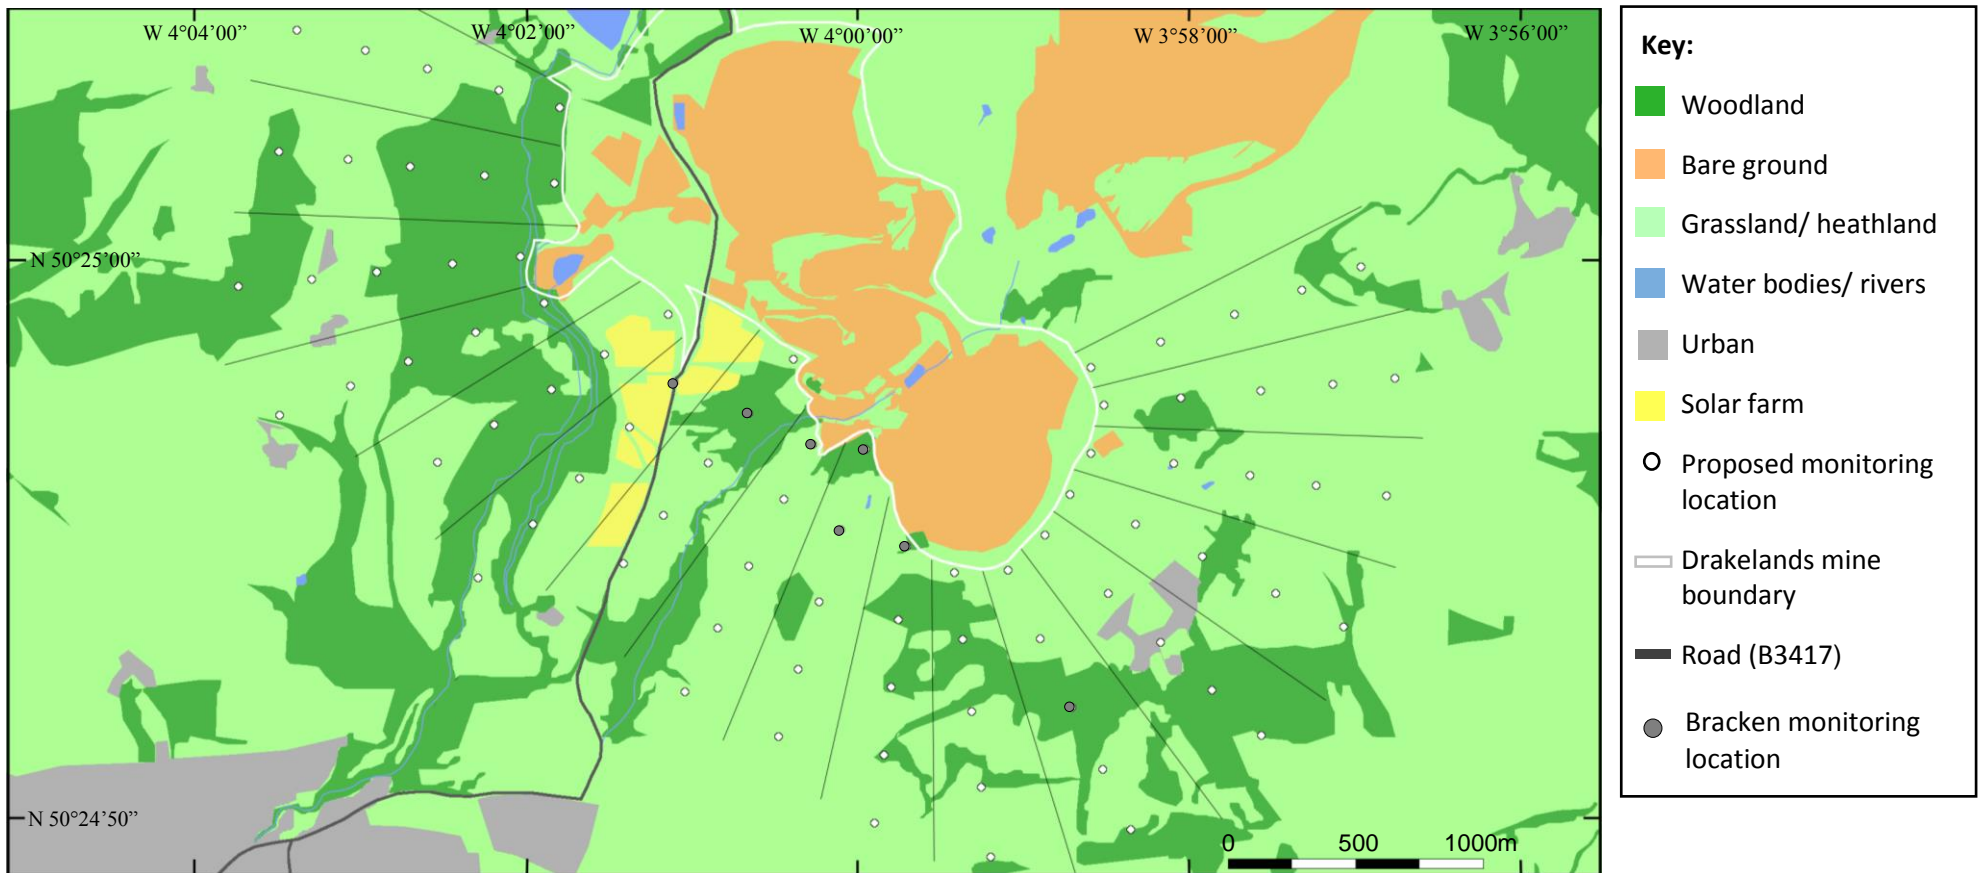 W 4°04’00”
W 4°02’00”
W 4°00’00”
W 3°58’00”
W 3°56’00”
N 50°25’00”
N 50°24’50”
0 500 1000m
Key:
Woodland
Bare ground
Grassland/ heathland
Water bodies/ rivers
Urban
Solar farm
Proposed monitoring
location
Drakelands mine
boundary
Road (B3417)
Bracken monitoring
location